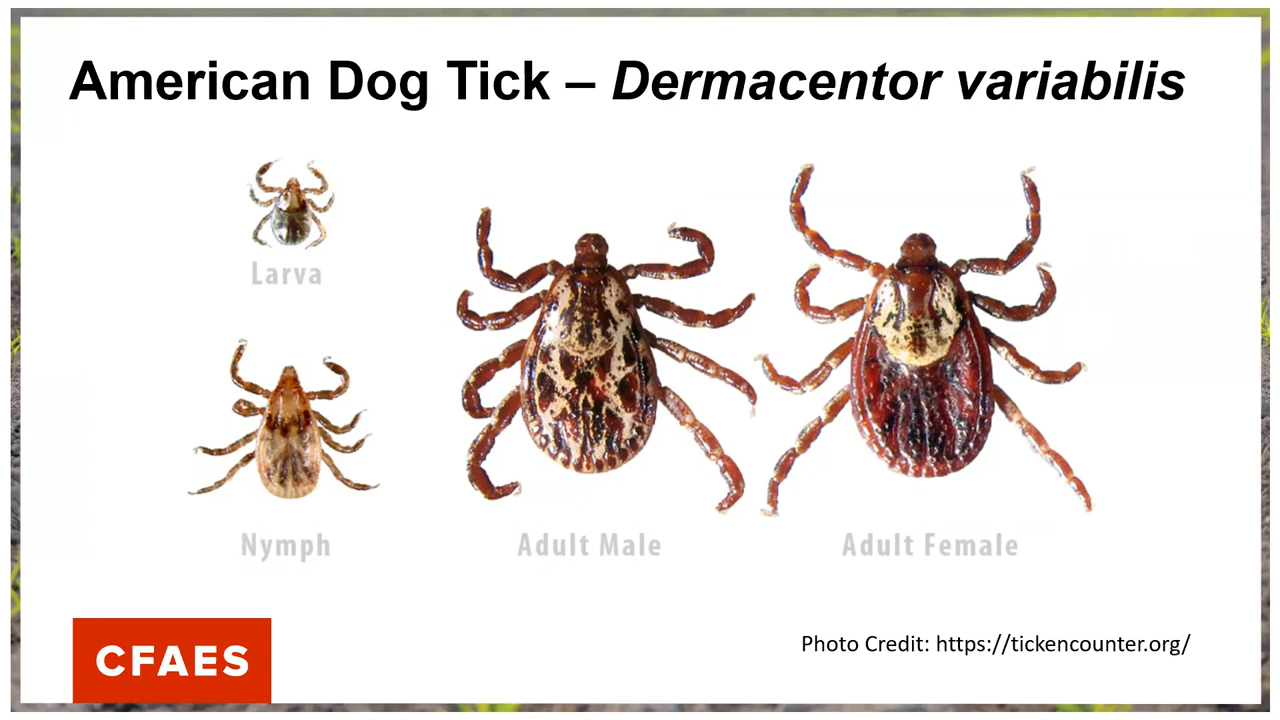 American Dog Tick – Dermacentor variabilis
Larva
Nymph
Adult Male
Adult Female
CFAES
Photo Credit: https://tickencounter.org/